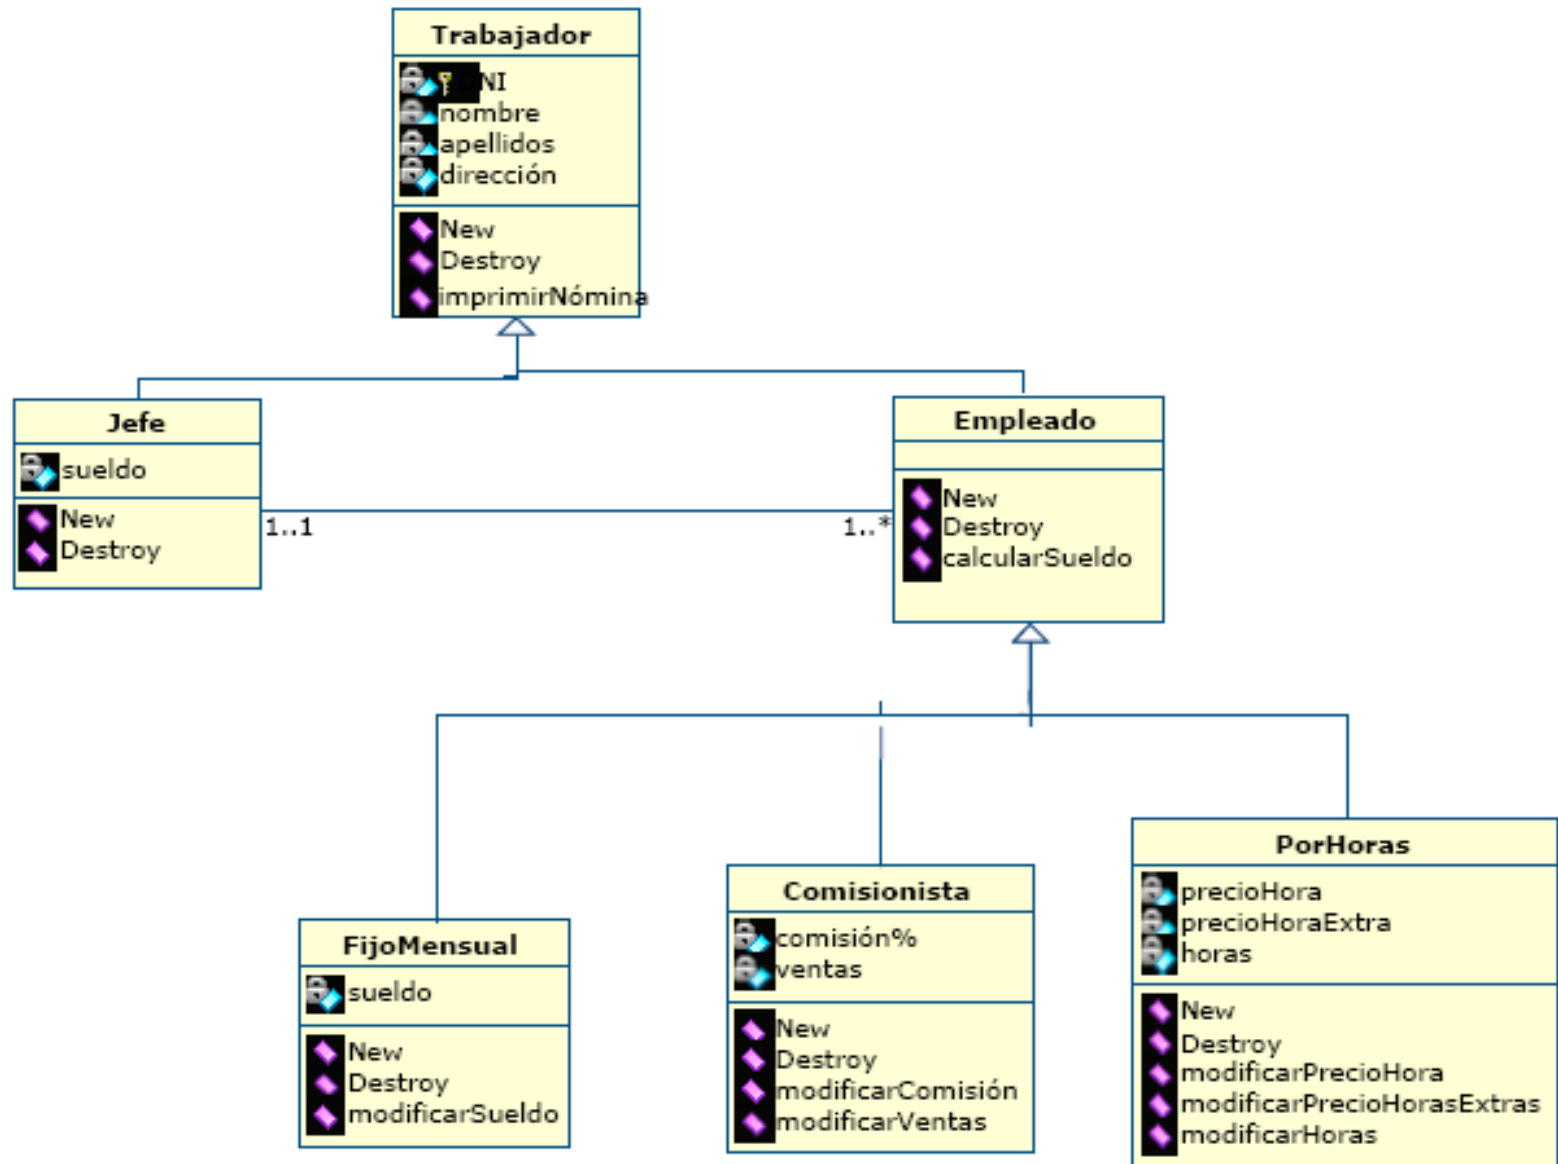 Trabajador
DNI
nombre
apellidos
dirección
New
Destroy
imprimirNómina
Jefe
sueldo
New
Destroy
1..1
1..*
Empleado
New
Destroy
calcularSueldo
FijoMensual
sueldo
New
Destroy
modificarSueldo
Comisionista
comisión%
ventas
New
Destroy
modificarComisión
modificarVentas
PorHoras
precioHora
precioHoraExtra
horas
New
Destroy
modificarPrecioHora
modificarPrecioHorasExtras
modificarHoras